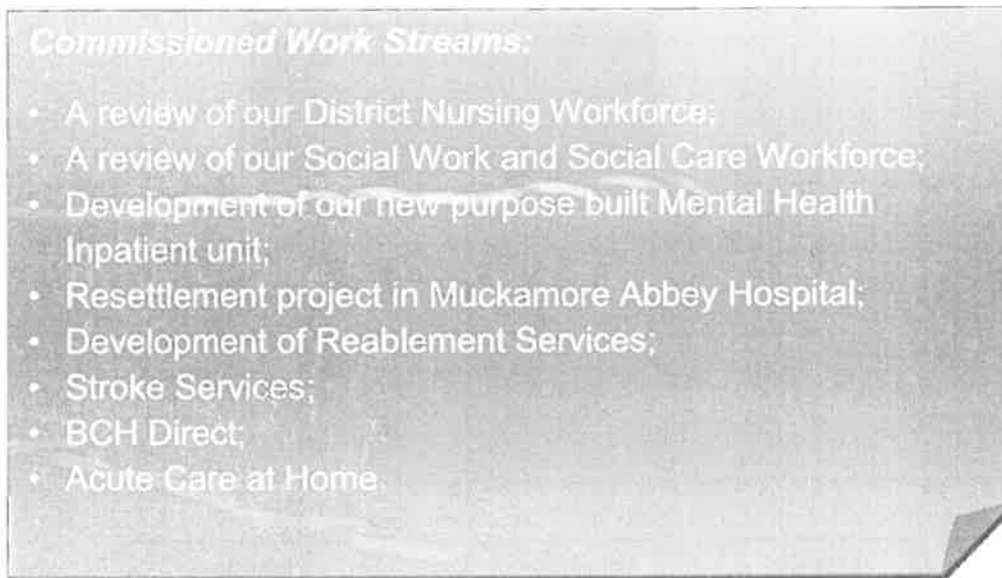 Commissioned Work Streams:
• A review of our District Nursing Workforce;
• A review of our Social Work and Social Care Workforce;
• Development of our new purpose built Mental Health
Inpatient unit;
• Resettlement project in Muckamore Abbey Hospital;
• Development of Reablement Services;
• Stroke Services;
• BCH Direct;
• Acute Care at Home.